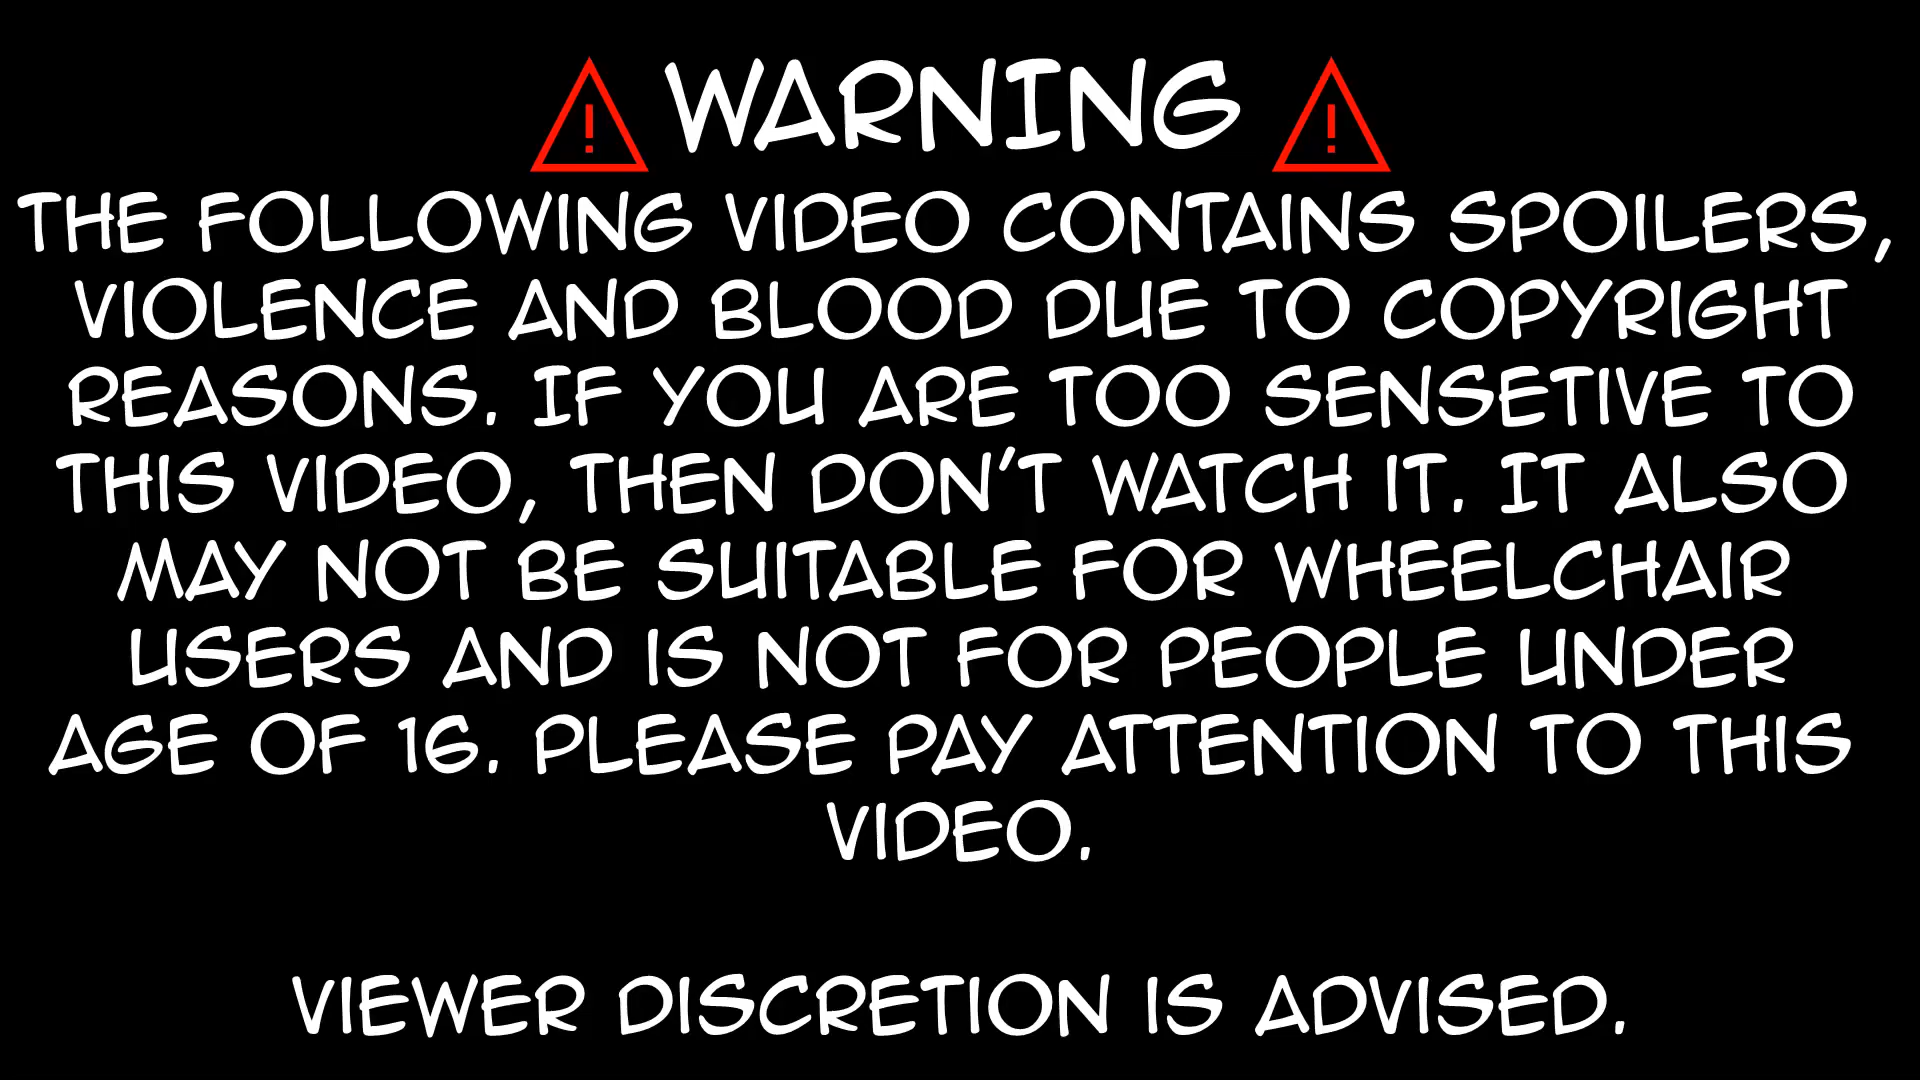 WARNING
THE FOLLOWING VIDEO CONTAINS SPOILERS,
VIOLENCE AND BLOOD DUE TO COPYRIGHT
REASONS. IF YOU ARE TOO SENSETIVE TO
THIS VIDEO, THEN DON'T WATCH IT. IT ALSO
MAY NOT BE SUITABLE FOR WHEELCHAIR
USERS AND IS NOT FOR PEOPLE UNDER
AGE OF 16. PLEASE PAY ATTENTION TO THIS
VIDEO.
VIEWER DISCRETION IS ADVISED.